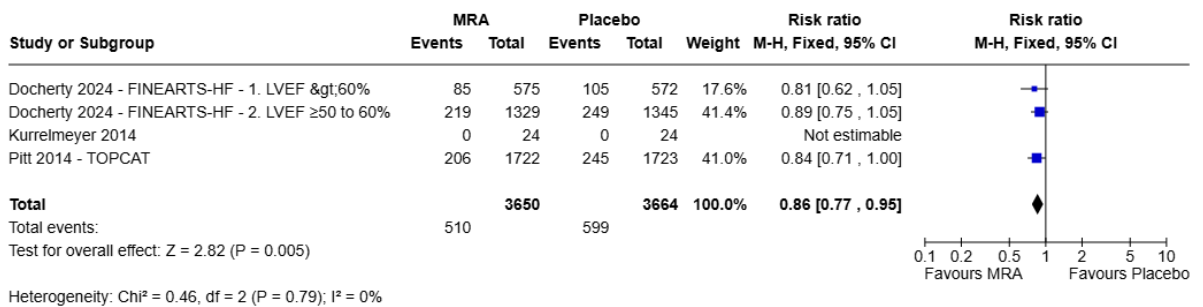 MRA Placebo Risk ratio Risk ratio
Study or Subgroup Events Total Events Total Weight M-H, Fixed, 95% CI M-H, Fixed, 95% CI
Docherty 2024 - FINEARTS-HF - 1. LVEF &gt;60% 85 575 105 572 17.6% 0.81 [0.62 , 1.05]
Docherty 2024 - FINEARTS-HF - 2. LVEF ≥50 to 60% 219 1329 249 1345 41.4% 0.89 [0.75 , 1.05]
Kurrelmeyer 2014 0 24 0 24 Not estimable
Pitt 2014 - TOPCAT 206 1722 245 1723 41.0% 0.84 [0.71 , 1.00]
Total 3650 3664 100.0% 0.86 [0.77 , 0.95]
Total events: 510 599
Test for overall effect: Z = 2.82 (P = 0.005)
0.1 0.2 0.5 1 2 5 10
Favours MRA Favours Placebo
Heterogeneity: Chi² = 0.46, df = 2 (P = 0.79); I² = 0%